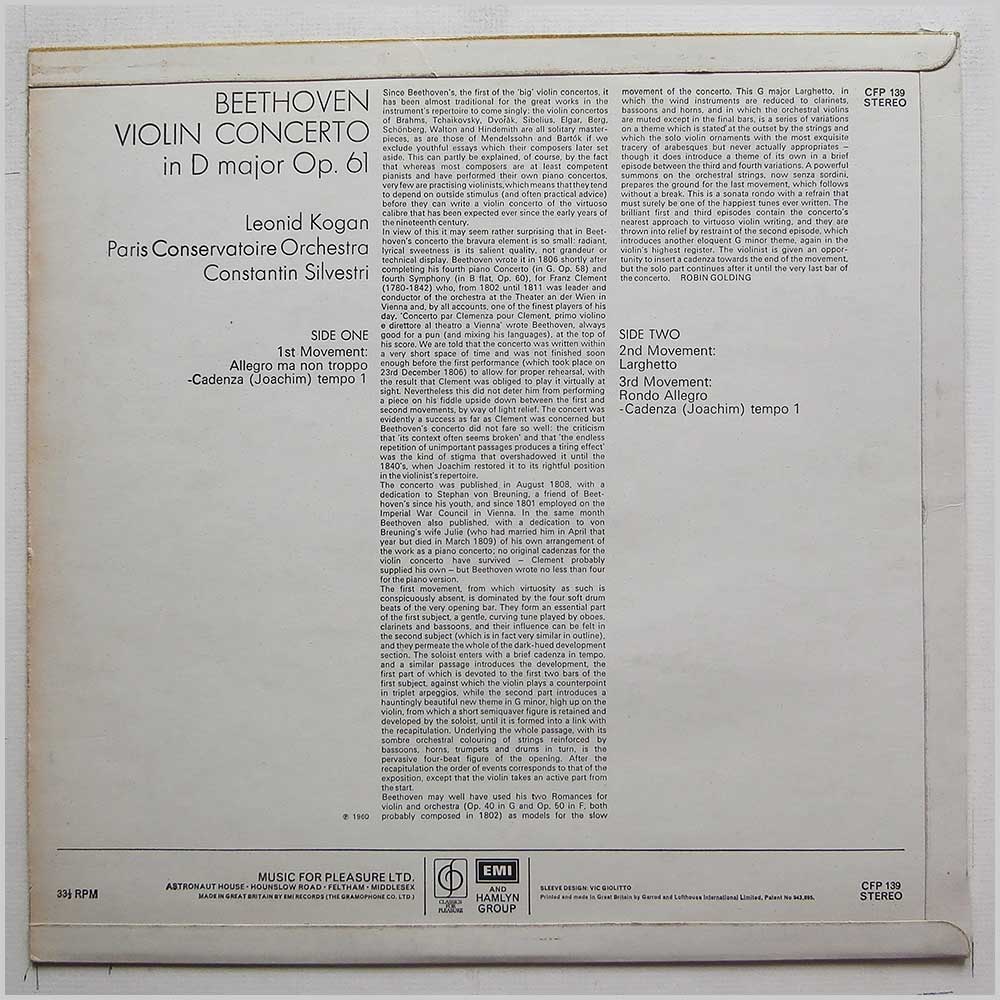 BEETHOVEN
VIOLIN CONCERTO
in D major Op. 61
Leonid Kogan
Paris Conservatoire Orchestra
Constantin Silvestri
SIDE ONE
1st Movement:
Allegro ma non troppo
-Cadenza (Joachim) tempo 1
Since Beethoven's, the first of the 'big' violin concertos, it
has been almost traditional for the great works in the
instrument's repertoire to come singly; the violin concertos
of Brahms, Tchaikovsky, Dvořák, Sibelius, Elgar, Berg,
Schönberg, Walton and Hindemith are all solitary master-
pieces, as are those of Mendelssohn and Bartók if we
exclude youthful essays which their composers later set
aside. This can partly be explained, of course, by the fact
that whereas most composers are at least competent
pianists and have performed their own piano concertos,
very few are practising violinists, which means that they tend
to depend on outside stimulus (and often practical advice)
before they can write a violin concerto of the virtuoso
calibre that has been expected ever since the early years of
the nineteenth century.
In view of this it may seem rather surprising that in Beet-
hoven's concerto the bravura element is so small: radiant,
lyrical sweetness is its salient quality, not grandeur or
technical display. Beethoven wrote it in 1806 shortly after
completing his fourth piano Concerto (in G, Op. 58) and
fourth Symphony (in B flat, Op. 60), for Franz Clement
(1780-1842) who, from 1802 until 1811 was leader and
conductor of the orchestra at the Theater an der Wien in
Vienna and, by all accounts, one of the finest players of his
day. 'Concerto par Clemenza pour Clement, primo violino
e direttore al theatro a Vienna' wrote Beethoven, always
good for a pun (and mixing his languages), at the top of
his score. We are told that the concerto was written within
a very short space of time and was not finished soon
enough before the first performance (which took place on
23rd December 1806) to allow for proper rehearsal, with
the result that Clement was obliged to play it virtually at
sight. Nevertheless this did not deter him from performing
a piece on his fiddle upside down between the first and
second movements, by way of light relief. The concert was
evidently a success as far as Clement was concerned but
Beethoven's concerto did not fare so well: the criticism
that 'its context often seems broken' and that 'the endless
repetition of unimportant passages produces a tiring effect'
was the kind of stigma that overshadowed it until the
1840's, when Joachim restored it to its rightful position
in the violinist's repertoire.
The concerto was published in August 1808, with a
dedication to Stephan von Breuning, a friend of Beet-
hoven's since his youth, and since 1801 employed on the
Imperial War Council in Vienna. In the same month
Beethoven also published, with a dedication to von
Breuning's wife Julie (who had married him in April that
year but died in March 1809) of his own arrangement of
the work as a piano concerto; no original cadenzas for the
violin concerto have survived – Clement probably
supplied his own – but Beethoven wrote no less than four
for the piano version.
The first movement, from which virtuosity as such is
conspicuously absent, is dominated by the four soft drum
beats of the very opening bar. They form an essential part
of the first subject, a gentle, curving tune played by oboes,
clarinets and bassoons, and their influence can be felt in
the second subject (which is in fact very similar in outline),
and they permeate the whole of the dark-hued development
section. The soloist enters with a brief cadenza in tempo,
and a similar passage introduces the development, the
first part of which is devoted to the first two bars of the
first subject, against which the violin plays a counterpoint
in triplet arpeggios, while the second part introduces a
hauntingly beautiful new theme in G minor, high up on the
violin, from which a short semiquaver figure is retained and
developed by the soloist, until it is formed into a link with
the recapitulation. Underlying the whole passage, with its
sombre orchestral colouring of strings reinforced by
bassoons, horns, trumpets and drums in turn, is the
pervasive four-beat figure of the opening. After the
recapitulation the order of events corresponds to that of the
exposition, except that the violin takes an active part from
the start.
Beethoven may well have used his two Romances for
violin and orchestra (Op. 40 in G and Op. 50 in F, both
probably composed in 1802) as models for the slow
movement of the concerto. This G major Larghetto, in
which the wind instruments are reduced to clarinets,
bassoons and horns, and in which the orchestral violins
are muted except in the final bars, is a series of variations
on a theme which is stated at the outset by the strings and
which the solo violin ornaments with the most exquisite
tracery of arabesques but never actually appropriates –
though it does introduce a theme of its own in a brief
episode between the third and fourth variations. A powerful
summons on the orchestral strings, now senza sordini,
prepares the ground for the last movement, which follows
without a break. This is a sonata rondo with a refrain that
must surely be one of the happiest tunes ever written. The
brilliant first and third episodes contain the concerto's
nearest approach to virtuoso violin writing, and they are
thrown into relief by restraint of the second episode, which
introduces another eloquent G minor theme, again in the
violin's highest register. The violinist is given an oppor-
tunity to insert a cadenza towards the end of the movement,
but the solo part continues after it until the very last bar of
the concerto. ROBIN GOLDING
SIDE TWO
2nd Movement:
Larghetto
3rd Movement:
Rondo Allegro
-Cadenza (Joachim) tempo 1
CFP 139
STEREO
℗ 1960
33⅓ RPM
MUSIC FOR PLEASURE LTD.
ASTRONAUT HOUSE · HOUNSLOW ROAD · FELTHAM · MIDDLESEX
MADE IN GREAT BRITAIN BY EMI RECORDS (THE GRAMOPHONE CO. LTD.)
CLASSICS
FOR
PLEASURE
EMI
AND
HAMLYN
GROUP
SLEEVE DESIGN: VIC GIOLITTO
Printed and made in Great Britain by Garrod and Lofthouse International Limited, Patent No 943,895.
CFP 139
STEREO